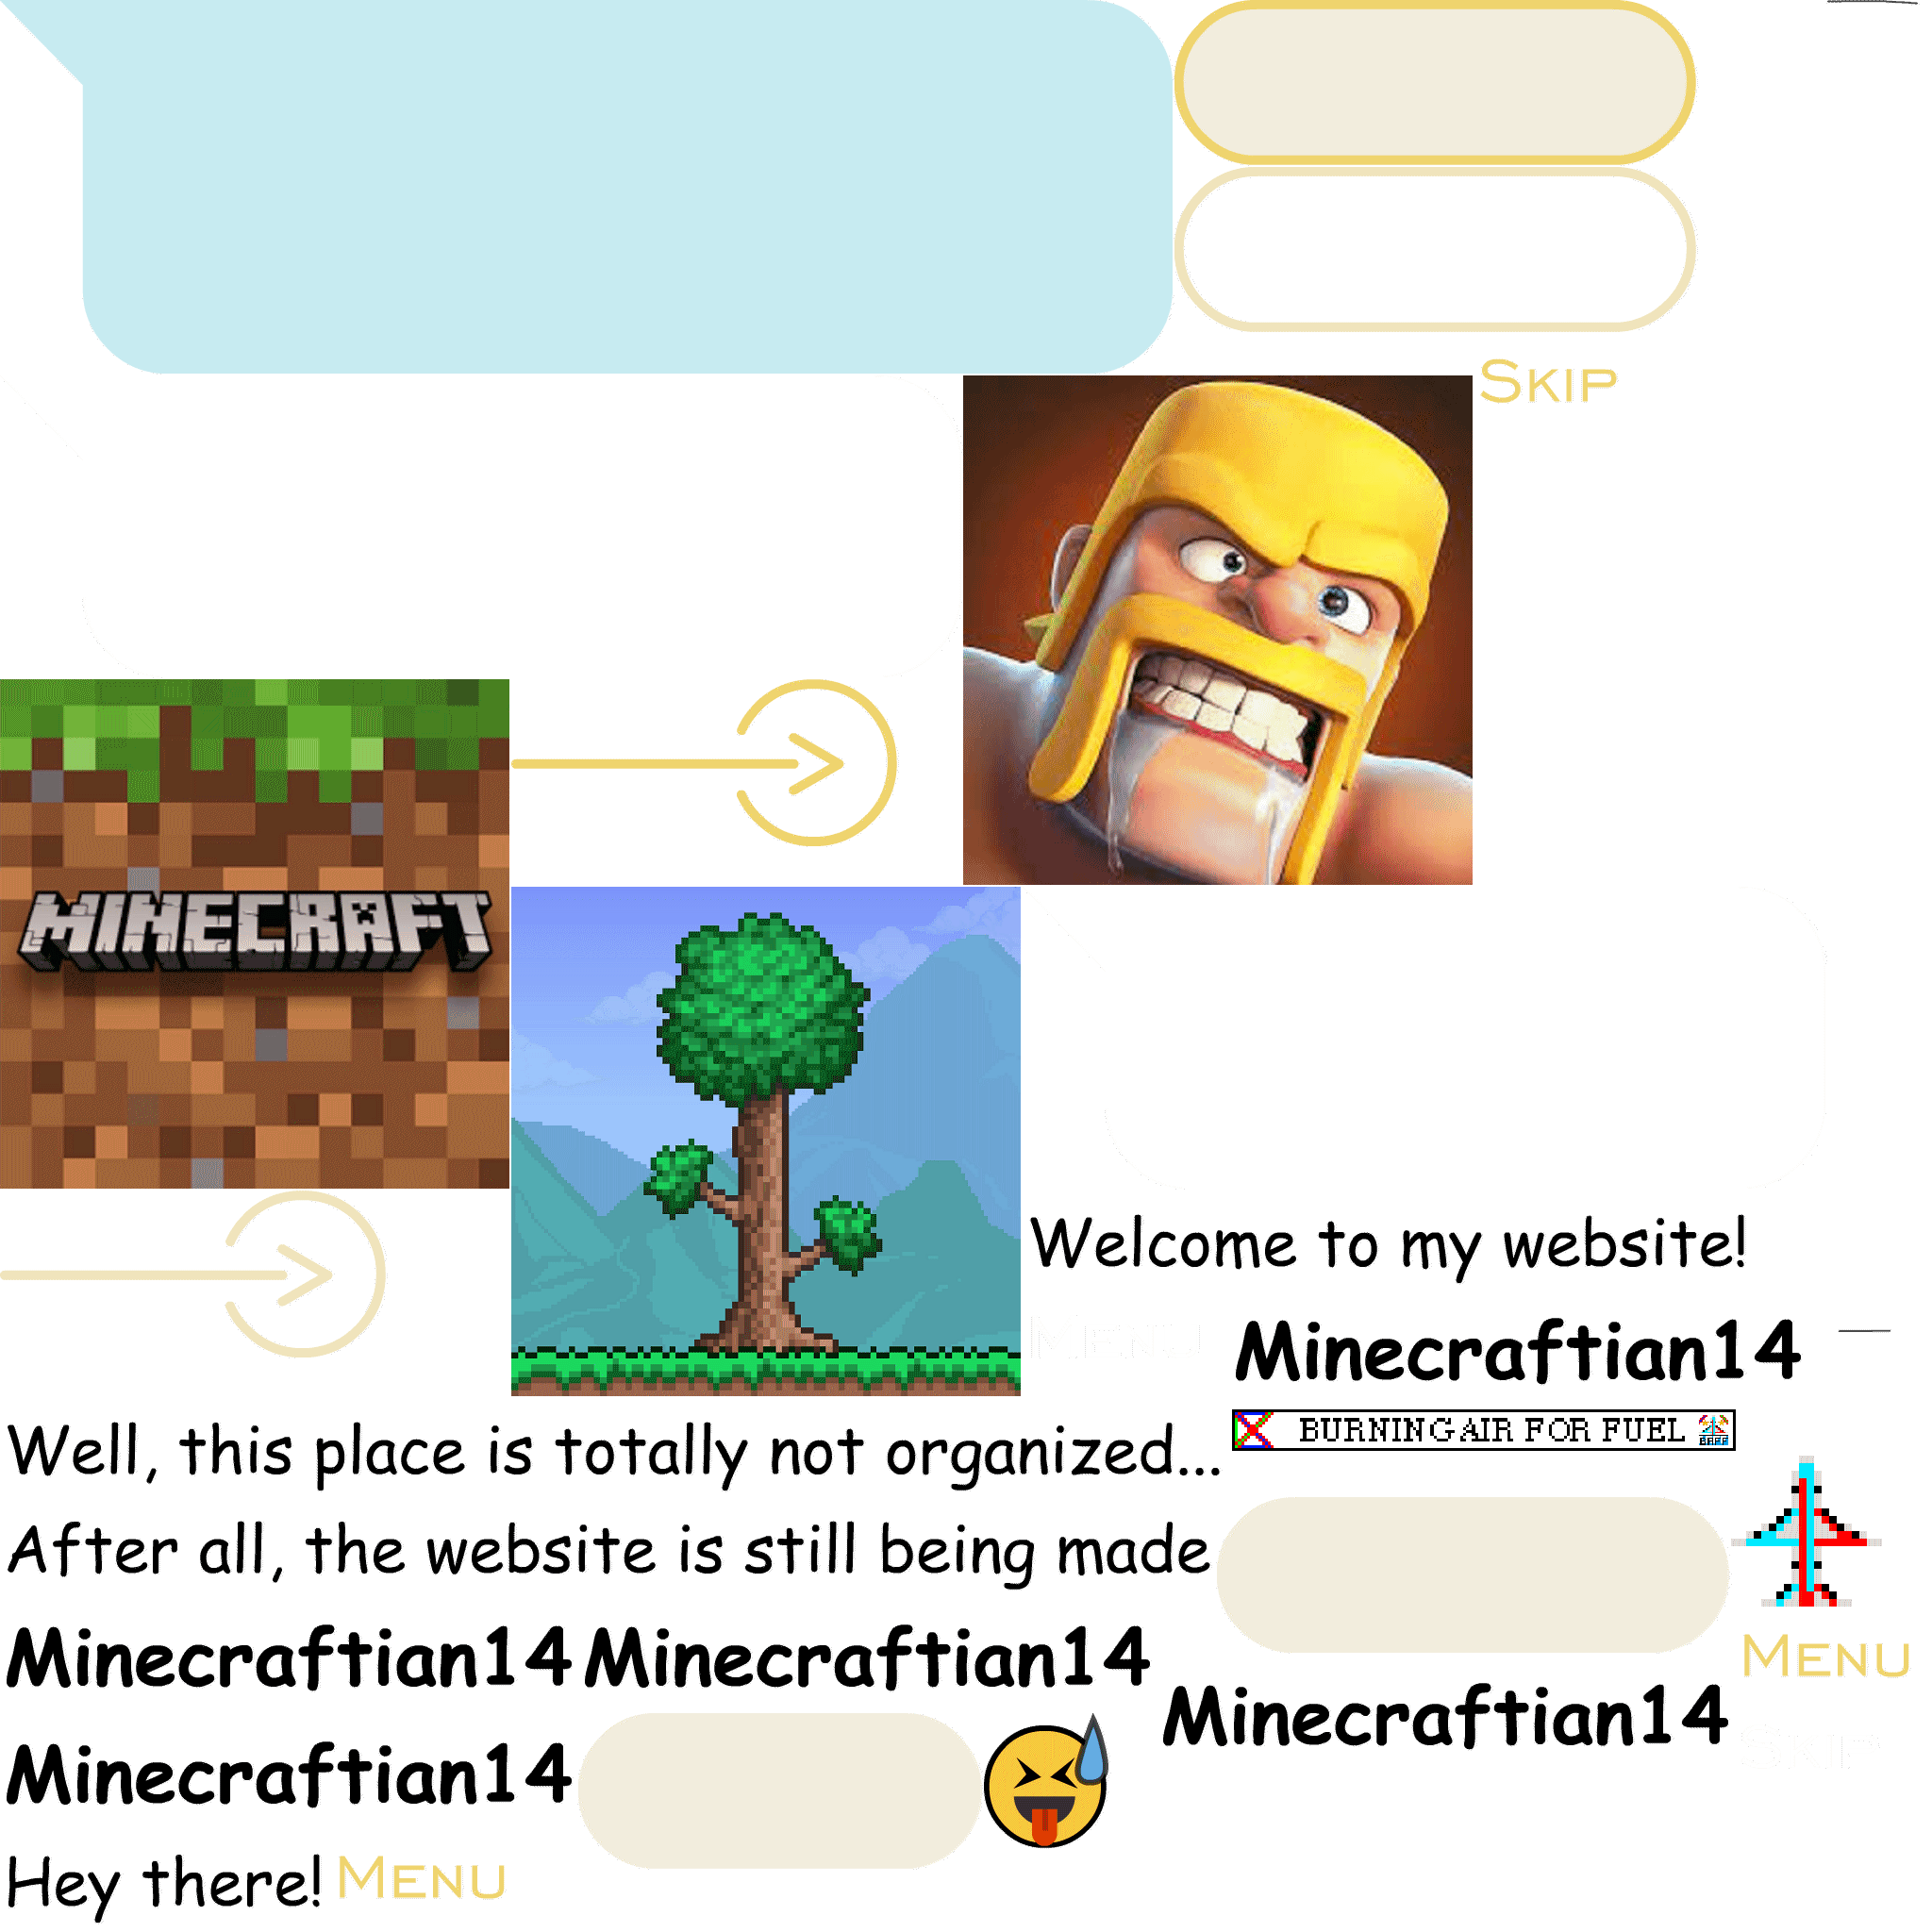 Skip
MINECRAFT
Welcome to my website!
Menu
Minecraftian14
BURNING AIR FOR FUEL
Well, this place is totally not organized...
After all, the website is still being made
Minecraftian14 Minecraftian14
Menu
Minecraftian14
Minecraftian14
Hey there! Menu